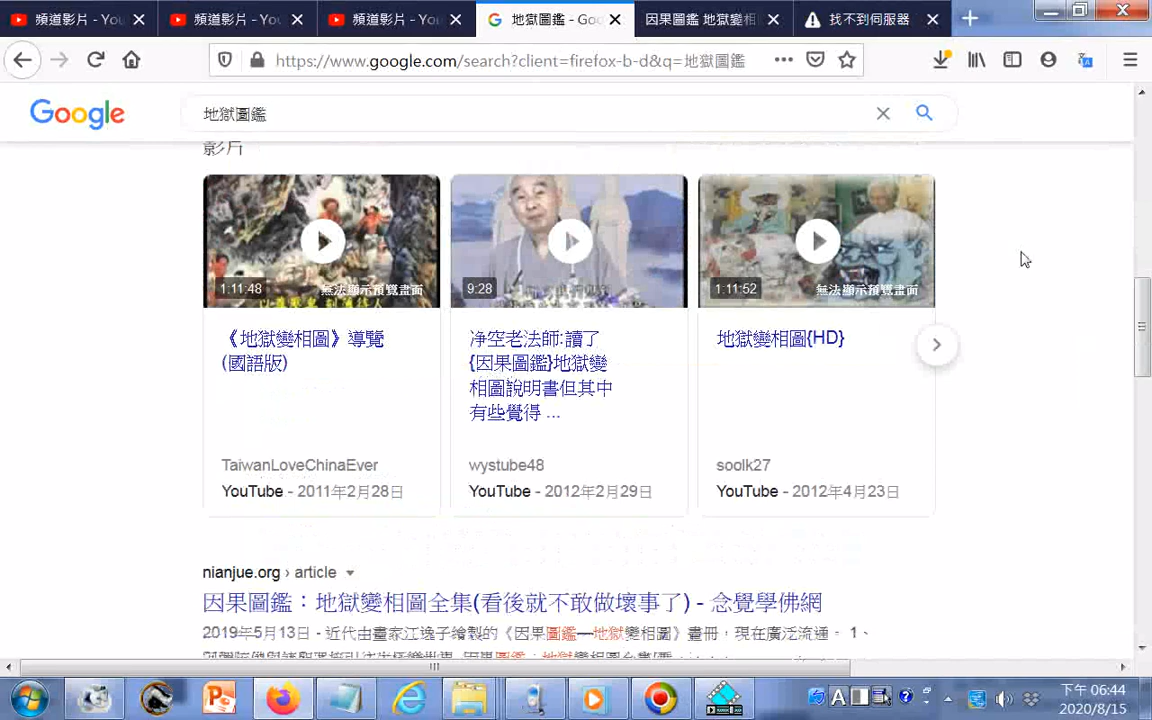 頻道影片 - You
頻道影片 - You
頻道影片 - You
地獄圖鑑 - Goo
因果圖鑑 地獄變相
找不到伺服器
https://www.google.com/search?client=firefox-b-d&q=地獄圖鑑
Google
地獄圖鑑
影片
1:11:48
無法顯示預覽畫面
9:28
1:11:52
無法顯示預覽畫面
《地獄變相圖》導覽
(國語版)
TaiwanLoveChinaEver
YouTube - 2011年2月28日
净空老法師:讀了
{因果圖鑑}地獄變
相圖說明書但其中
有些覺得 ...
wystube48
YouTube - 2012年2月29日
地獄變相圖{HD}
soolk27
YouTube - 2012年4月23日
nianjue.org › article
因果圖鑑：地獄變相圖全集(看後就不敢做壞事了) - 念覺學佛網
2019年5月13日 - 近代由畫家江逸子繪製的《因果圖鑑—地獄變相圖》畫冊，現在廣泛流通。 1、
下午 06:44
2020/8/15